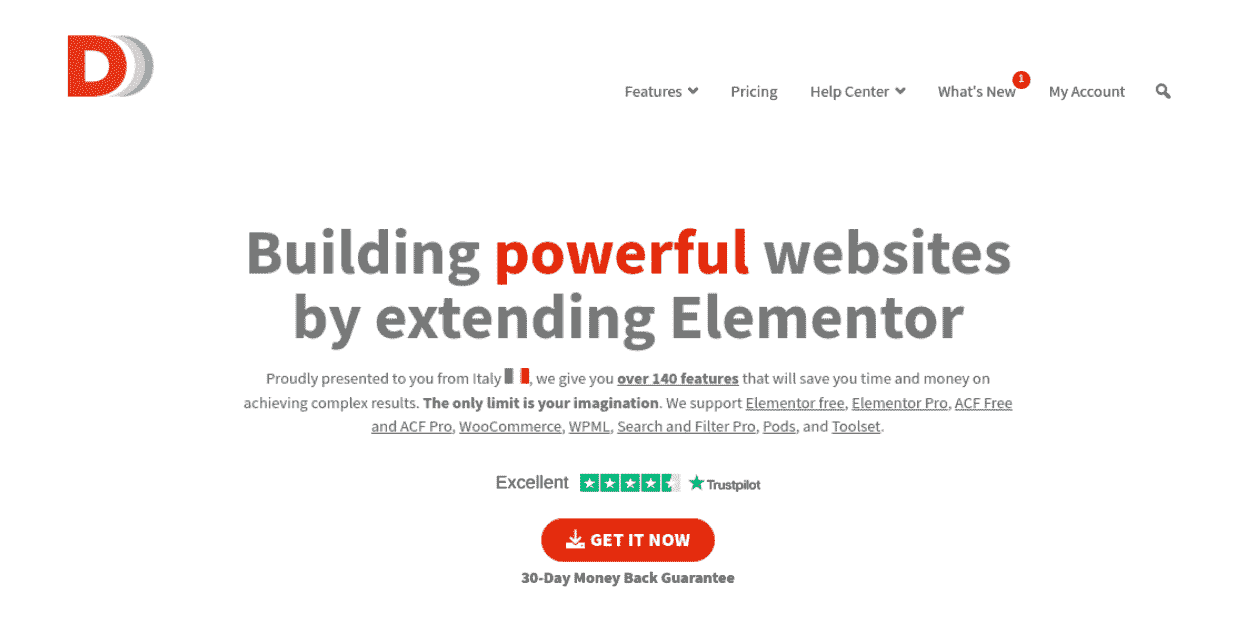 D
Features Pricing Help Center What's New 1 My Account
Building powerful websites
by extending Elementor
Proudly presented to you from Italy, we give you over 140 features that will save you time and money on
achieving complex results. The only limit is your imagination. We support Elementor free, Elementor Pro, ACF Free
and ACF Pro, WooCommerce, WPML, Search and Filter Pro, Pods, and Toolset.
Excellent Trustpilot
GET IT NOW
30-Day Money Back Guarantee